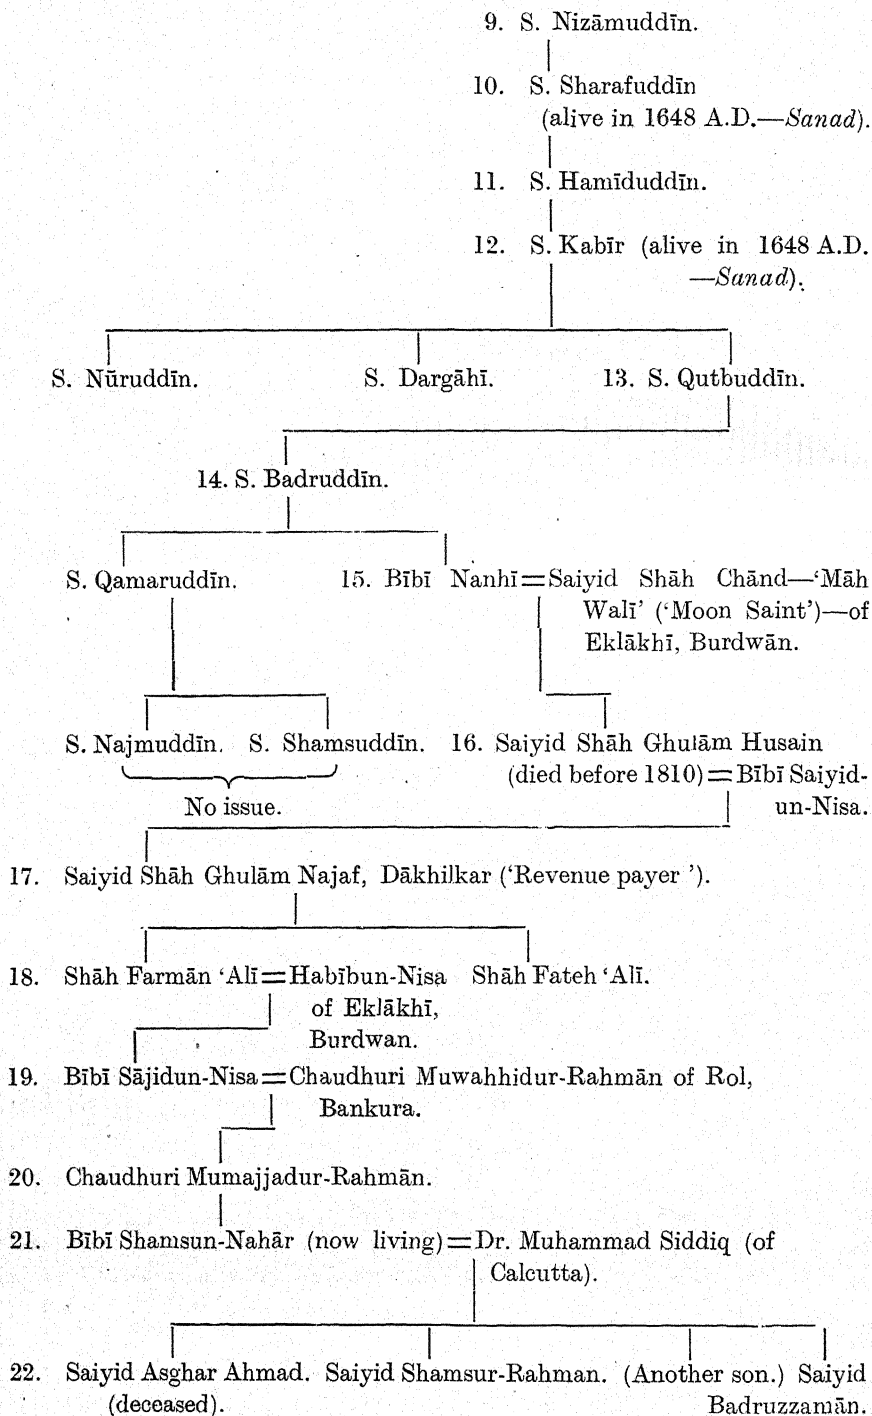 9. S. Nizāmuddīn.
10. S. Sharafuddīn
(alive in 1648 A.D.—Sanad).
11. S. Hamīduddīn.
12. S. Kabīr (alive in 1648 A.D.
—Sanad).
S. Nūruddīn. S. Dargāhī. 13. S. Qutbuddīn.
14. S. Badruddīn.
S. Qamaruddīn. 15. Bībī Nanhī=Saiyid Shāh Chānd—‘Māh
Walī’ (‘Moon Saint’)—of
Eklākhī, Burdwān.
S. Najmuddīn. S. Shamsuddīn. 16. Saiyid Shāh Ghulām Husain
(died before 1810)=Bībī Saiyid-
No issue. un-Nisa.
17. Saiyid Shāh Ghulām Najaf, Dākhilkar (‘Revenue payer’).
18. Shāh Farmān ‘Alī=Habībun-Nisa Shāh Fateh ‘Alī.
of Eklākhī,
Burdwan.
19. Bībī Sājidun-Nisa=Chaudhuri Muwahhidur-Rahmān of Rol,
Bankura.
20. Chaudhuri Mumajjadur-Rahmān.
21. Bībī Shamsun-Nahār (now living)=Dr. Muhammad Siddiq (of
Calcutta).
22. Saiyid Asghar Ahmad. Saiyid Shamsur-Rahman. (Another son.) Saiyid
(deceased). Badruzzamān.